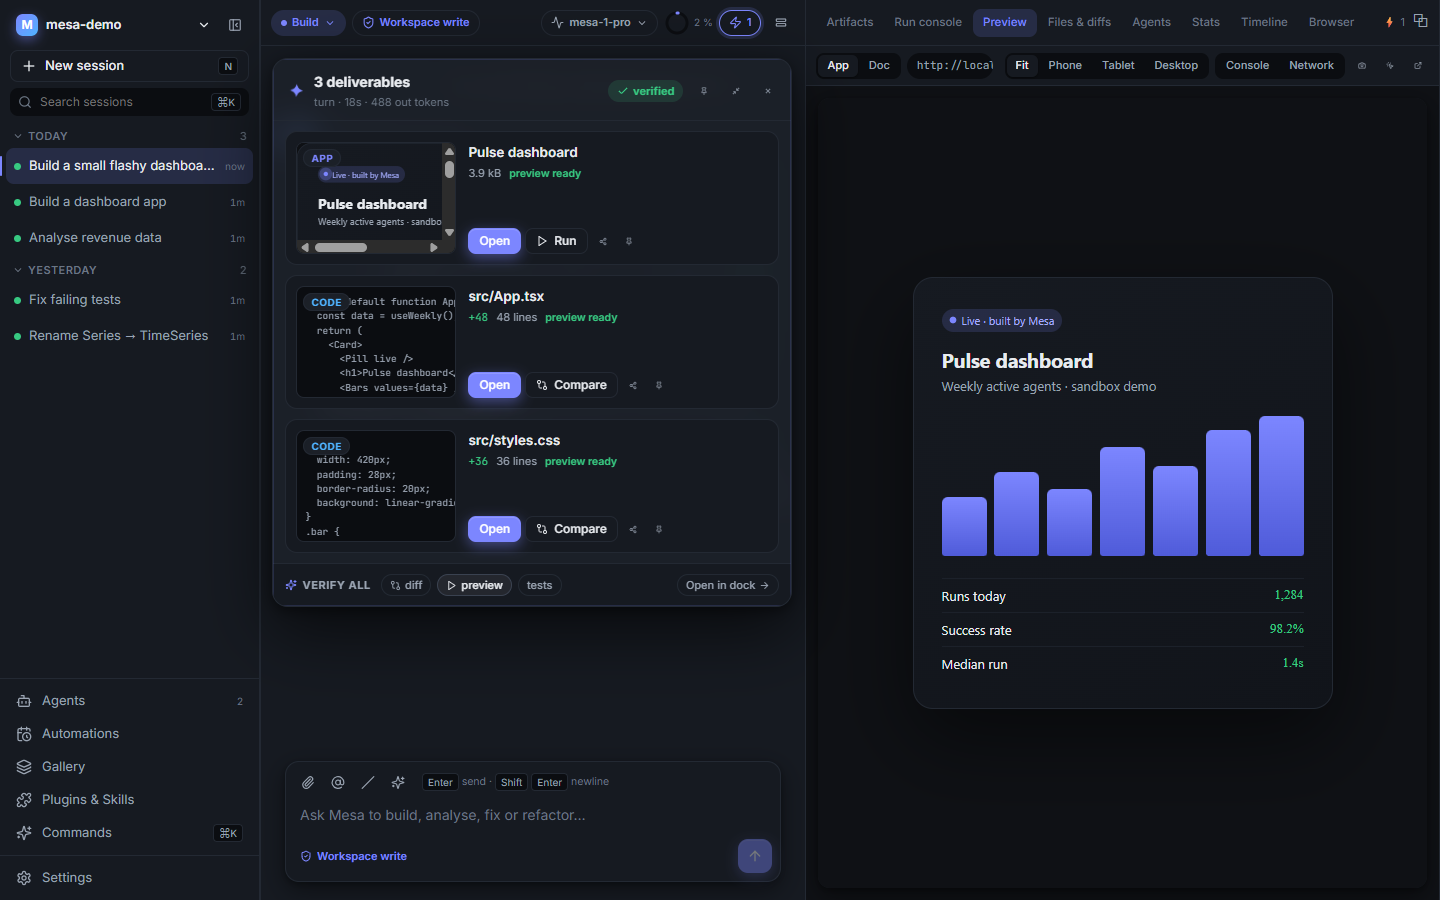 M mesa-demo
New session N
Search sessions ⌘K
TODAY 3
Build a small flashy dashboa... now
Build a dashboard app 1m
Analyse revenue data 1m
YESTERDAY 2
Fix failing tests 1m
Rename Series → TimeSeries 1m
Agents 2
Automations
Gallery
Plugins & Skills
Commands ⌘K
Settings
Build Workspace write mesa-1-pro 2 % 1
3 deliverables
turn · 18s · 488 out tokens
verified
APP
Live · built by Mesa
Pulse dashboard
Weekly active agents · sandbo
Pulse dashboard
3.9 kB preview ready
Open Run
CODE
default function App
const data = useWeekly()
return (
<Card>
<Pill live />
<h1>Pulse dashboard<
<Bars values={data}
src/App.tsx
+48 48 lines preview ready
Open Compare
CODE
width: 420px;
padding: 28px;
border-radius: 20px;
background: linear-gradi
}
.bar {
src/styles.css
+36 36 lines preview ready
Open Compare
VERIFY ALL diff preview tests Open in dock →
Enter send · Shift Enter newline
Ask Mesa to build, analyse, fix or refactor...
Workspace write
Artifacts Run console Preview Files & diffs Agents Stats Timeline Browser 1
App Doc http://local Fit Phone Tablet Desktop Console Network
Live · built by Mesa
Pulse dashboard
Weekly active agents · sandbox demo
Runs today 1,284
Success rate 98.2%
Median run 1.4s